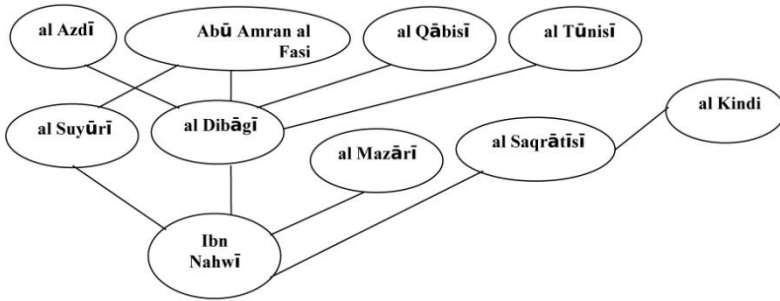 al Azdī
Abū Amran al
Fasi
al Qābisī
al Tūnisī
al Kindi
al Suyūrī
al Dibāgī
al Mazārī
al Saqrātīsī
Ibn
Nahwī